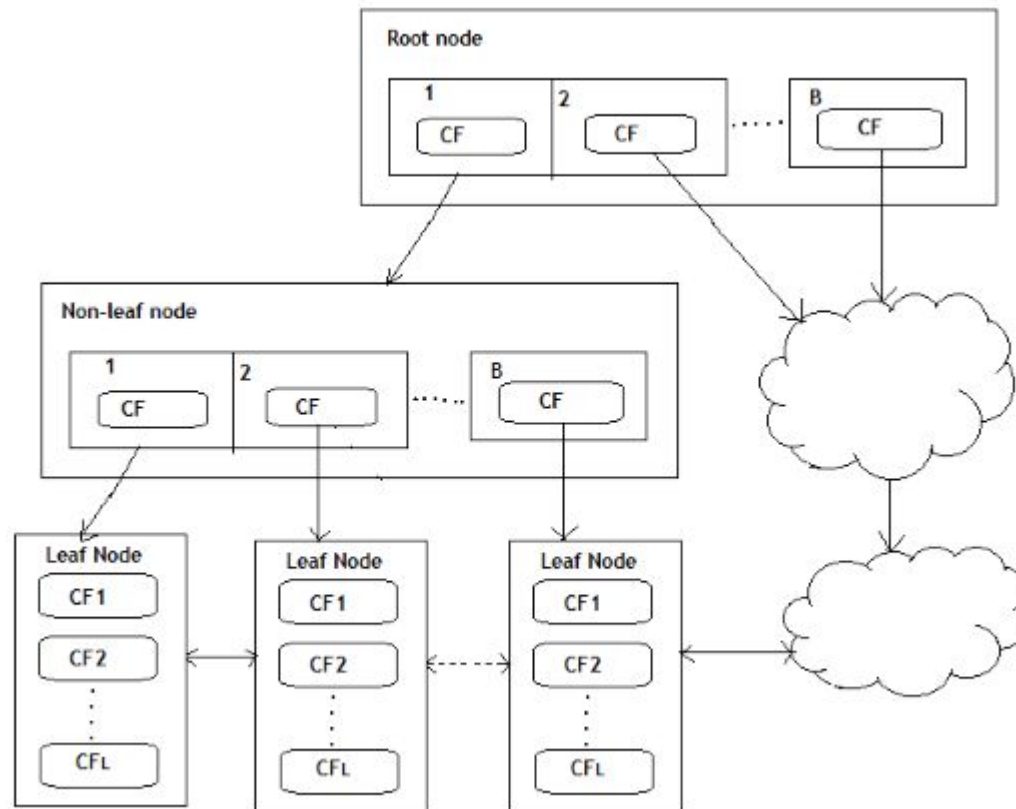 Root node
1
CF
2
CF
.....
B
CF
Non-leaf node
1
CF
2
CF
.....
B
CF
Leaf Node
CF1
CF2
CFL
Leaf Node
CF1
CF2
CFL
Leaf Node
CF1
CF2
CFL